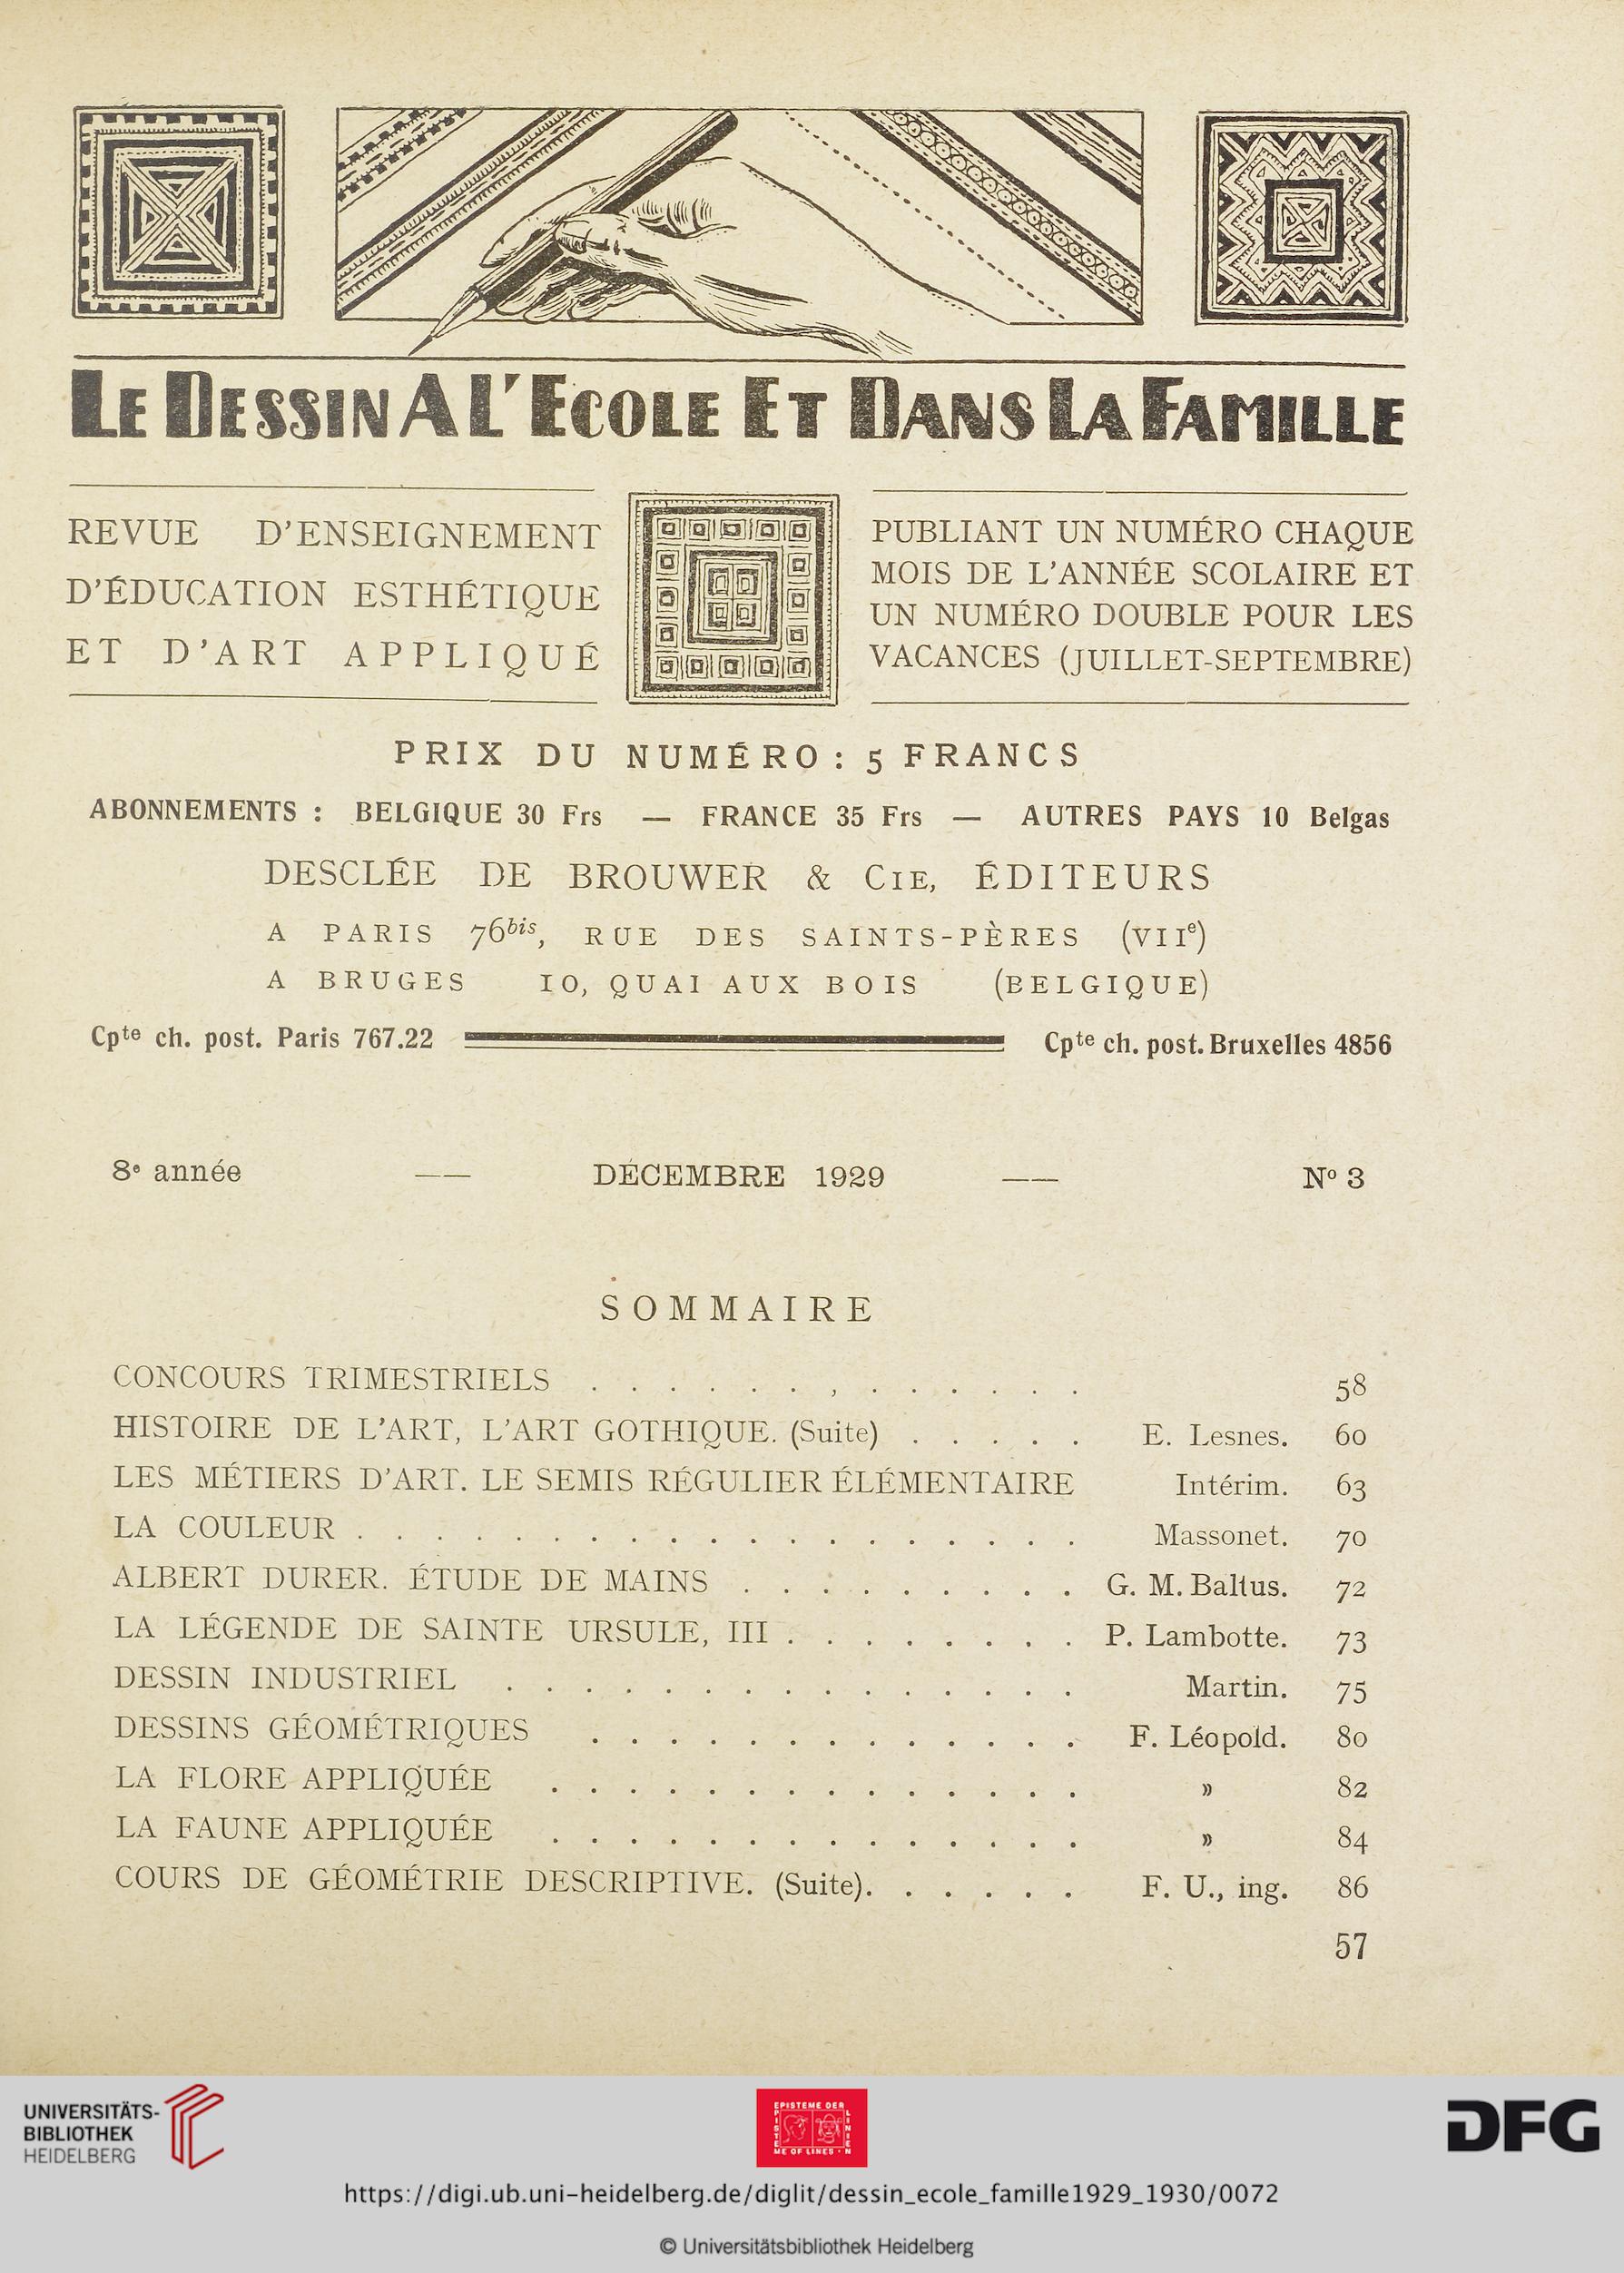 LE DESSIN A L'ECOLE ET DANS LA FAMILLE
REVUE D'ENSEIGNEMENT
D'ÉDUCATION ESTHÉTIQUE
ET D'ART APPLIQUÉ
PUBLIANT UN NUMÉRO CHAQUE
MOIS DE L'ANNÉE SCOLAIRE ET
UN NUMÉRO DOUBLE POUR LES
VACANCES (JUILLET-SEPTEMBRE)
PRIX DU NUMÉRO : 5 FRANCS
ABONNEMENTS : BELGIQUE 30 Frs — FRANCE 35 Frs — AUTRES PAYS 10 Belgas
DESCLÉE DE BROUWER & CIE, ÉDITEURS
A PARIS 76bis, RUE DES SAINTS-PÈRES (VIIe)
A BRUGES 10, QUAI AUX BOIS (BELGIQUE)
Cpte ch. post. Paris 767.22 Cpte ch. post. Bruxelles 4856
8e année —— DÉCEMBRE 1929 —— No 3
SOMMAIRE
CONCOURS TRIMESTRIELS . . . . . . , . . . . . . 58
HISTOIRE DE L'ART, L'ART GOTHIQUE. (Suite) . . . . . E. Lesnes. 60
LES MÉTIERS D'ART. LE SEMIS RÉGULIER ÉLÉMENTAIRE Intérim. 63
LA COULEUR . . . . . . . . . . . . . . . . . . . Massonet. 70
ALBERT DURER. ÉTUDE DE MAINS . . . . . . . . . G. M. Baltus. 72
LA LÉGENDE DE SAINTE URSULE, III . . . . . . . . P. Lambotte. 73
DESSIN INDUSTRIEL . . . . . . . . . . . . . . . Martin. 75
DESSINS GÉOMÉTRIQUES . . . . . . . . . . . . . F. Léopold. 80
LA FLORE APPLIQUÉE . . . . . . . . . . . . . . » 82
LA FAUNE APPLIQUÉE . . . . . . . . . . . . . . » 84
COURS DE GÉOMÉTRIE DESCRIPTIVE. (Suite). . . . . . F. U., ing. 86
57
UNIVERSITÄTS-
BIBLIOTHEK
HEIDELBERG
EPISTEME DER
LINIEN
EPISTE
ME OF LINES
DFG
https://digi.ub.uni-heidelberg.de/diglit/dessin_ecole_famille1929_1930/0072
© Universitätsbibliothek Heidelberg